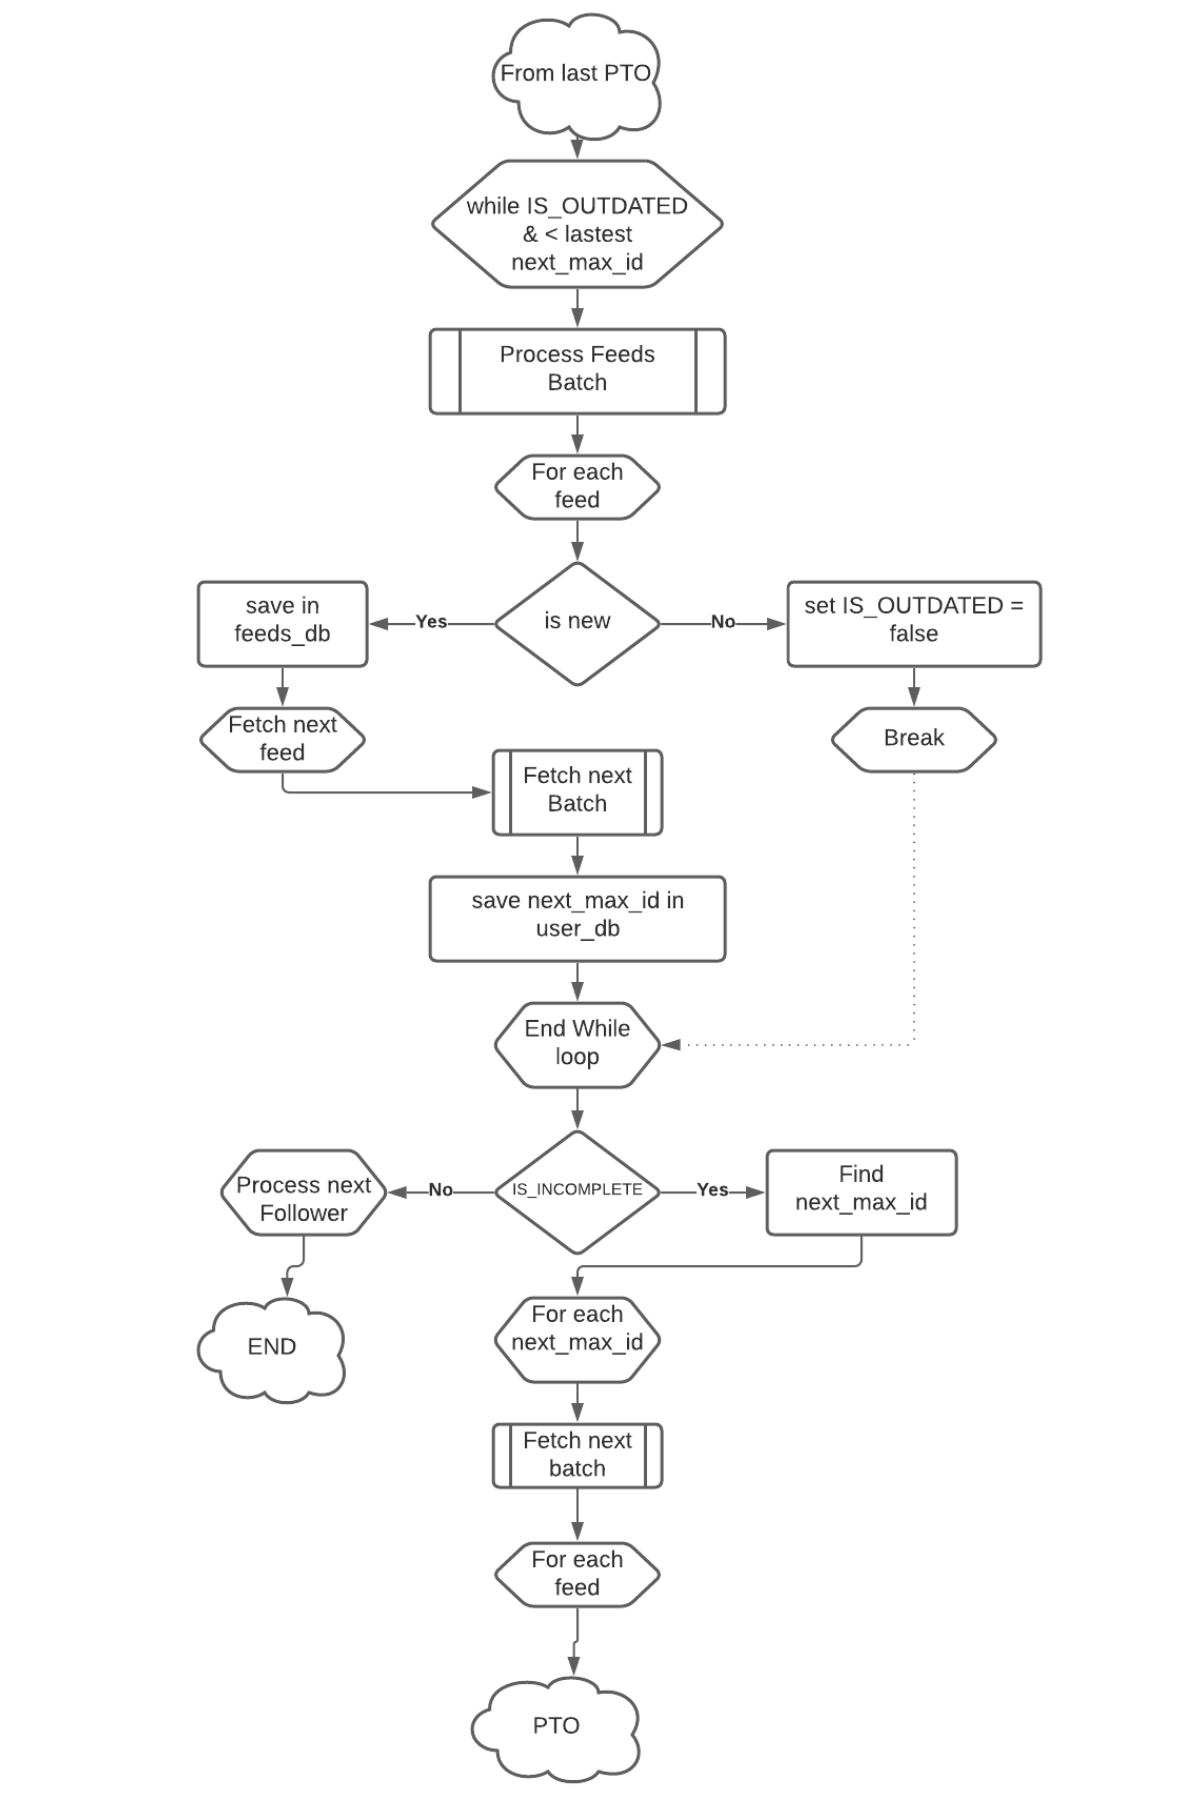 From last PTO
while IS_OUTDATED
& < lastest
next_max_id
Process Feeds
Batch
For each
feed
is new
Yes
No
save in
feeds_db
set IS_OUTDATED =
false
Fetch next
feed
Break
Fetch next
Batch
save next_max_id in
user_db
End While
loop
IS_INCOMPLETE
No
Yes
Process next
Follower
Find
next_max_id
END
For each
next_max_id
Fetch next
batch
For each
feed
PTO